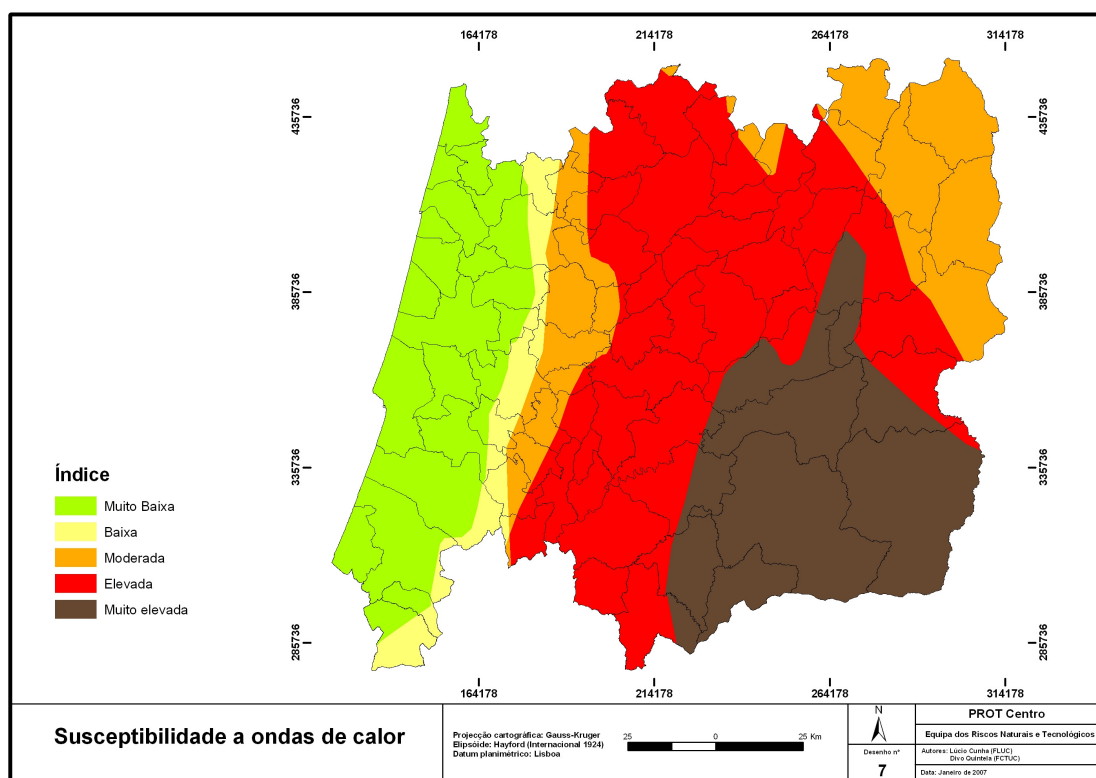 164178
214178
264178
314178
435736
435736
385736
385736
335736
335736
285736
285736
Índice
Muito Baixa
Baixa
Moderada
Elevada
Muito elevada
164178
214178
264178
314178
Susceptibilidade a ondas de calor
Projecção cartográfica: Gauss-Kruger
Elipsóide: Hayford (Internacional 1924)
Datum planimétrico: Lisboa
25 0 25 Km
N
Desenho nº
7
PROT Centro
Equipa dos Riscos Naturais e Tecnológicos
Autores: Lúcio Cunha (FLUC)
Divo Quintela (FCTUC)
Data: Janeiro de 2007